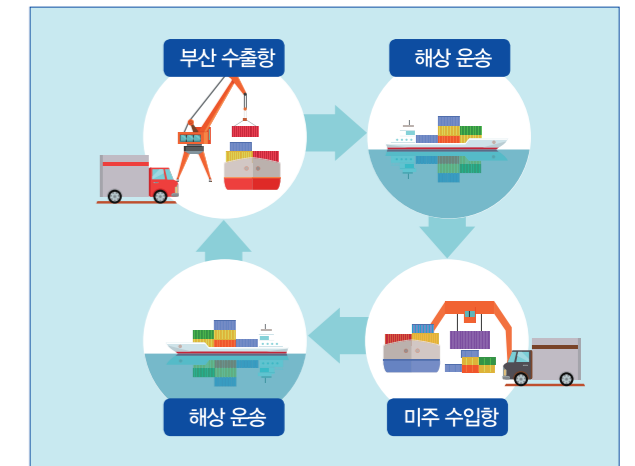 부산 수출항
해상 운송
해상 운송
미주 수입항